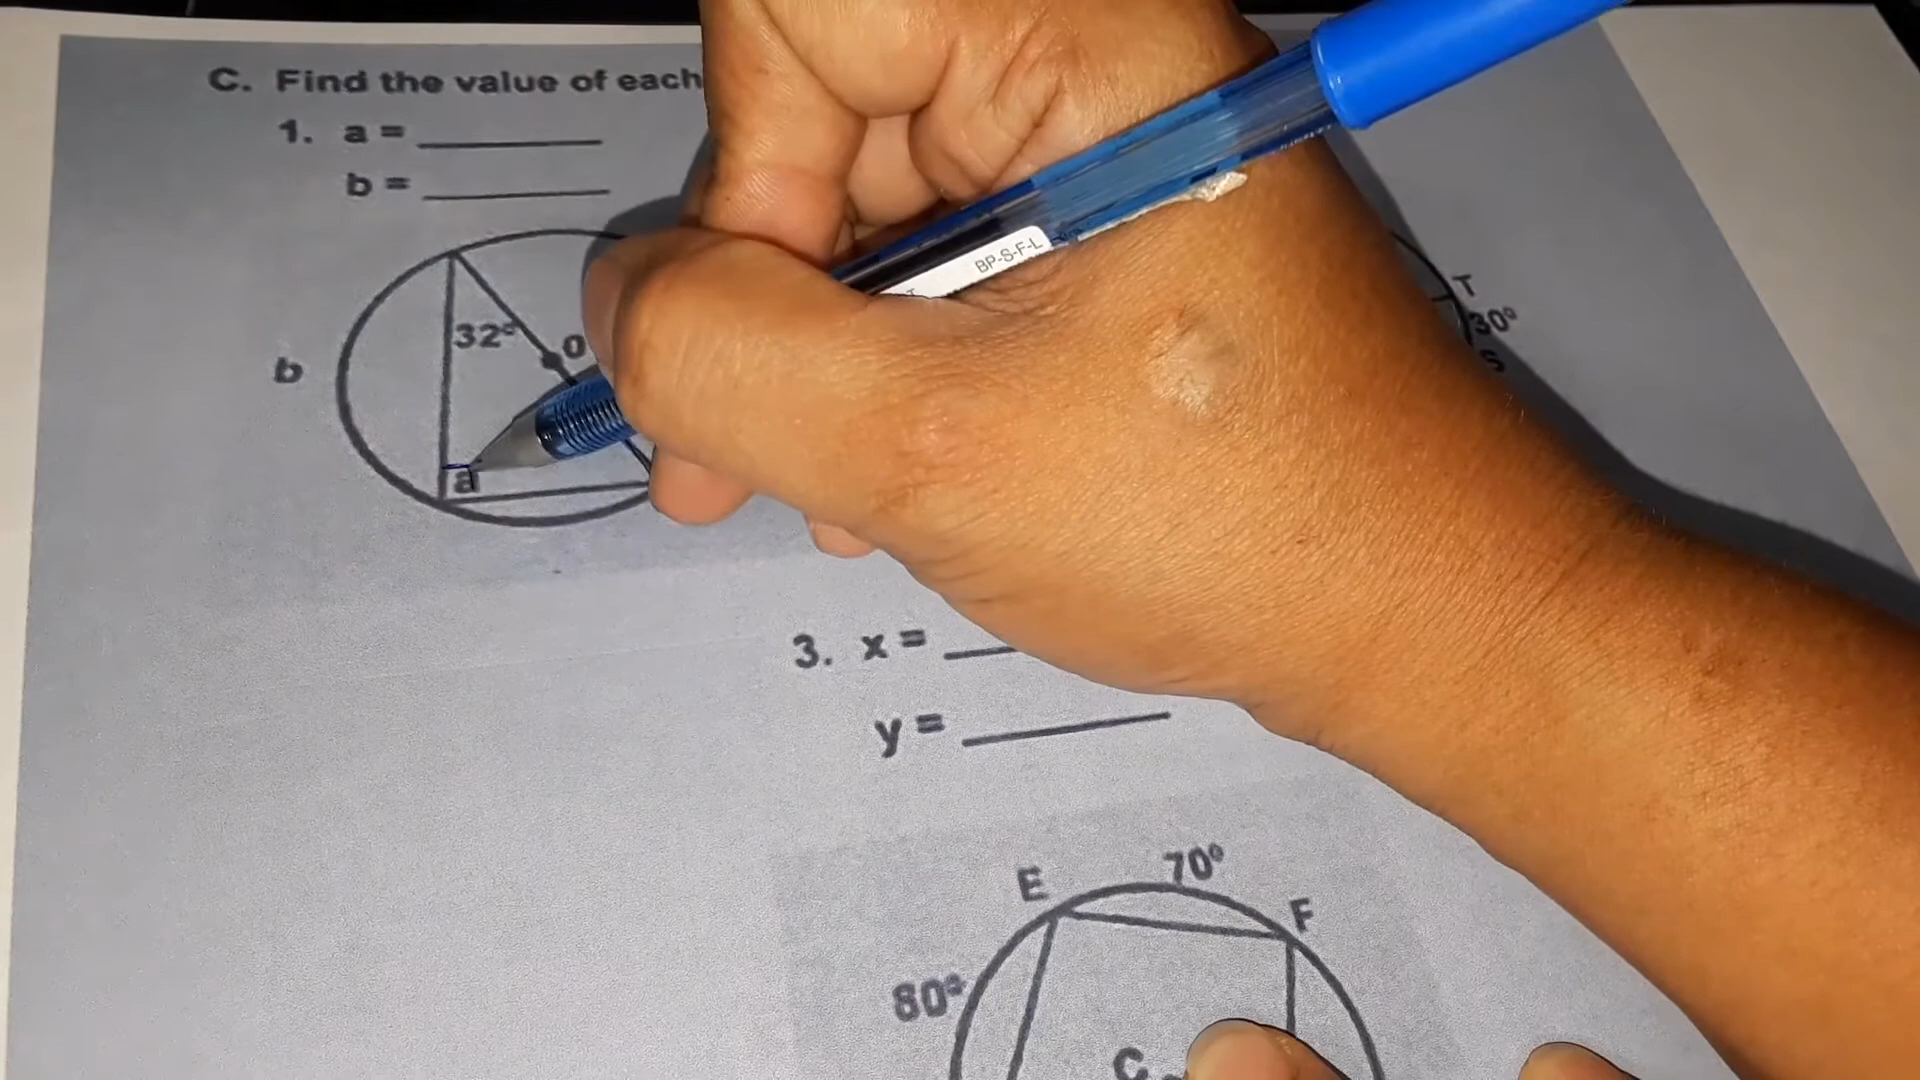 C. Find the value of each
1. a =
b =
BP-S-F-L
T
32°
O
30°
b
S
a
3. x =
y =
70°
E
F
80°
C